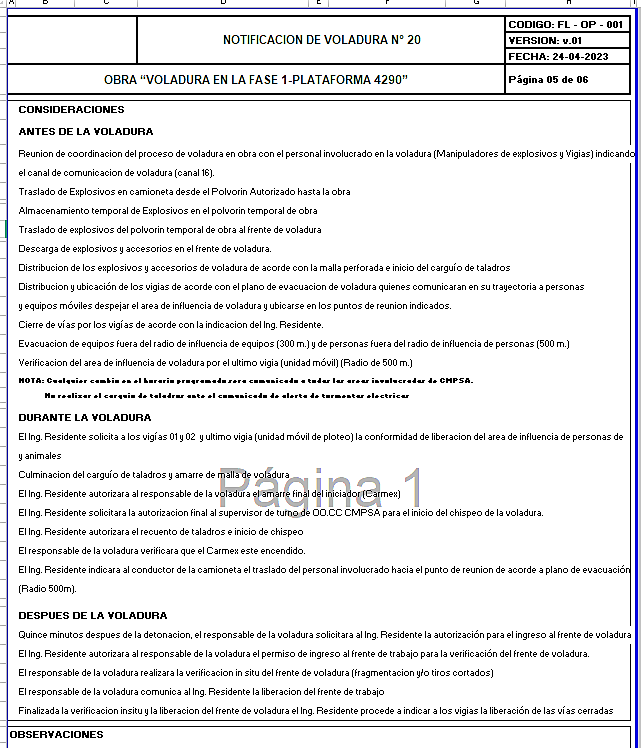 A B C D E F G H
NOTIFICACION DE VOLADURA N° 20
CODIGO: FL - OP - 001
VERSION: v.01
FECHA: 24-04-2023
OBRA “VOLADURA EN LA FASE 1-PLATAFORMA 4290”
Página 05 de 06
CONSIDERACIONES
ANTES DE LA VOLADURA
Reunion de coordinacion del proceso de voladura en obra con el personal involucrado en la voladura (Manipuladores de explosivos y Vigias) indicando
el canal de comunicacion de voladura (canal 16).
Traslado de Explosivos en camioneta desde el Polvorin Autorizado hasta la obra
Almacenamiento temporal de Explosivos en el polvorin temporal de obra
Traslado de explosivos del polvorin temporal de obra al frente de voladura
Descarga de explosivos y accesorios en el frente de voladura.
Distribucion de los explosivos y accesorios de voladura de acorde con la malla perforada e inicio del carguío de taladros
Distribucion y ubicación de los vigias de acorde con el plano de evacuacion de voladura quienes comunicaran en su trayectoria a personas
y equipos móviles despejar el area de influencia de voladura y ubicarse en los puntos de reunion indicados.
Cierre de vías por los vigías de acorde con la indicacion del Ing. Residente.
Evacuacion de equipos fuera del radio de influencia de equipos (300 m.) y de personas fuera del radio de influencia de personas (500 m.)
Verificacion del area de influencia de voladura por el ultimo vigia (unidad móvil) (Radio de 500 m.)
NOTA: Cualquier cambio en el horario programado sera comunicado a todas las areas involucradas de CMPSA.
No realizar el carguio de taladros ante el comunicado de alerta de tormentas electricas
DURANTE LA VOLADURA
El Ing. Residente solicita a los vigías 01 y 02 y ultimo vigia (unidad móvil de ploteo) la conformidad de liberacion del area de influencia de personas de
y animales
Culminacion del carguío de taladros y amarre de malla de voladura
El Ing. Residente autorizara al responsable de la voladura el amarre final del iniciador (Carmex)
El Ing. Residente solicitara la autorizacion final al supervisor de turno de OO.CC CMPSA para el inicio del chispeo de la voladura.
El Ing. Residente autorizara el recuento de taladros e inicio de chispeo
El responsable de la voladura verificara que el Carmex este encendido.
El Ing. Residente indicara al conductor de la camioneta el traslado del personal involucrado hacia el punto de reunion de acorde a plano de evacuación
(Radio 500m).
Página 1
DESPUES DE LA VOLADURA
Quince minutos despues de la detonacion, el responsable de la voladura solicitara al Ing. Residente la autorización para el ingreso al frente de voladura
El Ing. Residente autorizara al responsable de la voladura el permiso de ingreso al frente de trabajo para la verificación del frente de voladura.
El responsable de la voladura realizara la verificacion in situ del frente de voladura (fragmentacion y/o tiros cortados)
El responsable de la voladura comunica al Ing. Residente la liberacion del frente de trabajo
Finalizada la verificacion insitu y la liberacion del frente de voladura el Ing. Residente procede a indicar a los vigias la liberación de las vías cerradas
OBSERVACIONES